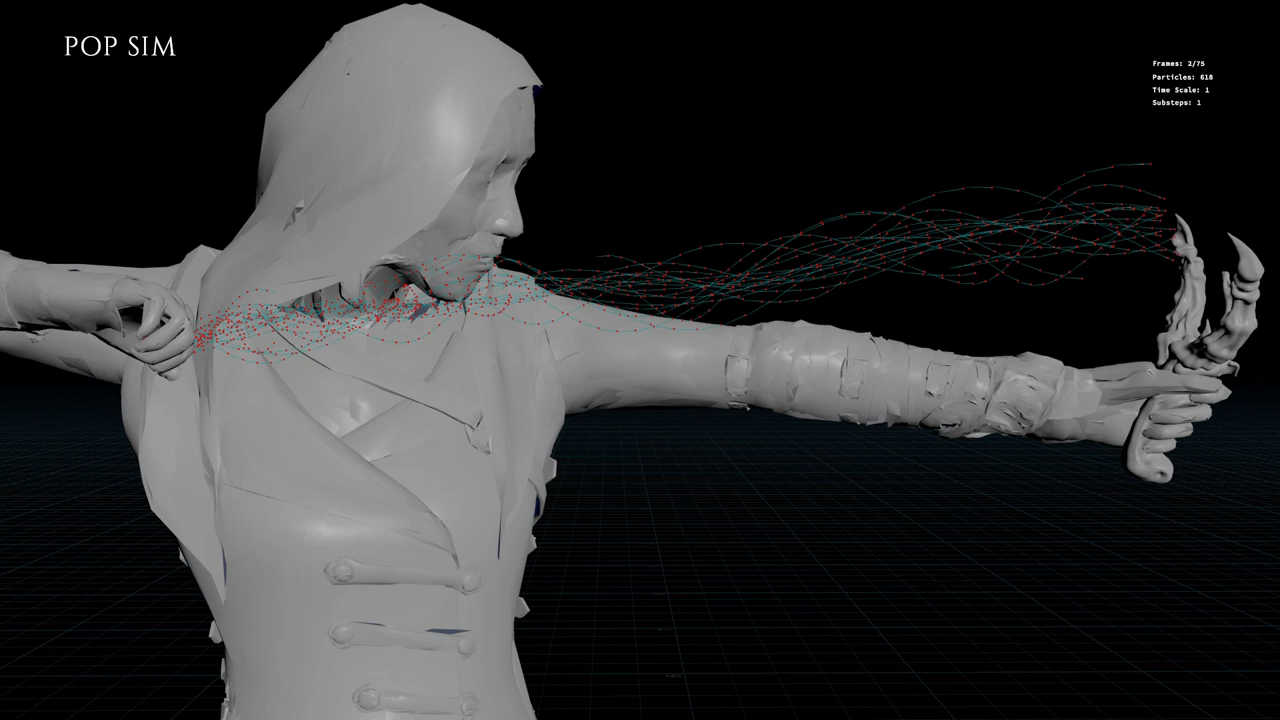 POP SIM
Frames: 2/75
Particles: 618
Time Scale: 1
Substeps: 1